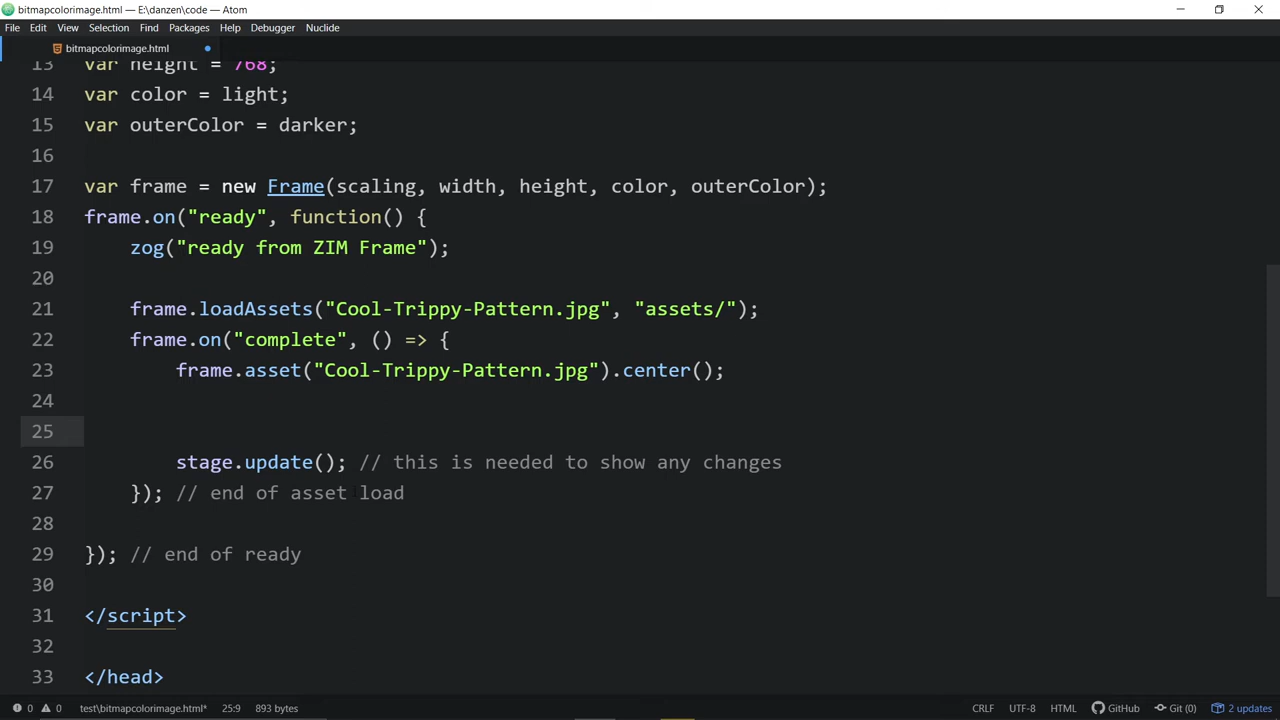 bitmapcolorimage.html — E:\danzen\code — Atom
File Edit View Selection Find Packages Help Debugger Nuclide
bitmapcolorimage.html
13 var height = 768;
14 var color = light;
15 var outerColor = darker;
16
17 var frame = new Frame(scaling, width, height, color, outerColor);
18 frame.on("ready", function() {
19 zog("ready from ZIM Frame");
20
21 frame.loadAssets("Cool-Trippy-Pattern.jpg", "assets/");
22 frame.on("complete", () => {
23 frame.asset("Cool-Trippy-Pattern.jpg").center();
24
25
26 stage.update(); // this is needed to show any changes
27 }); // end of asset load
28
29 }); // end of ready
30
31 </script>
32
33 </head>
0 0 test\bitmapcolorimage.html* 25:9 893 bytes CRLF UTF-8 HTML GitHub Git (0) 2 updates